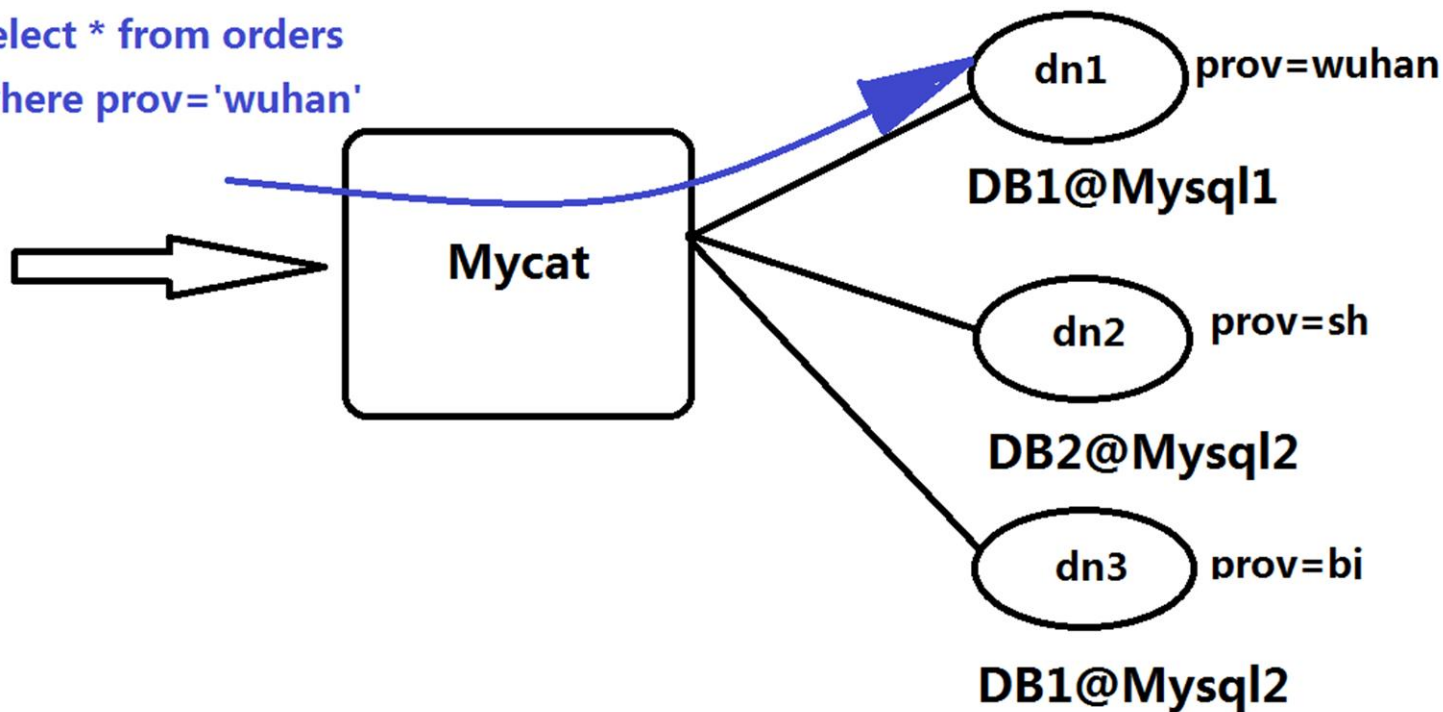 elect * from orders
here prov='wuhan'
Mycat
dn1
prov=wuhan
DB1@Mysql1
dn2
prov=sh
DB2@Mysql2
dn3
prov=bi
DB1@Mysql2